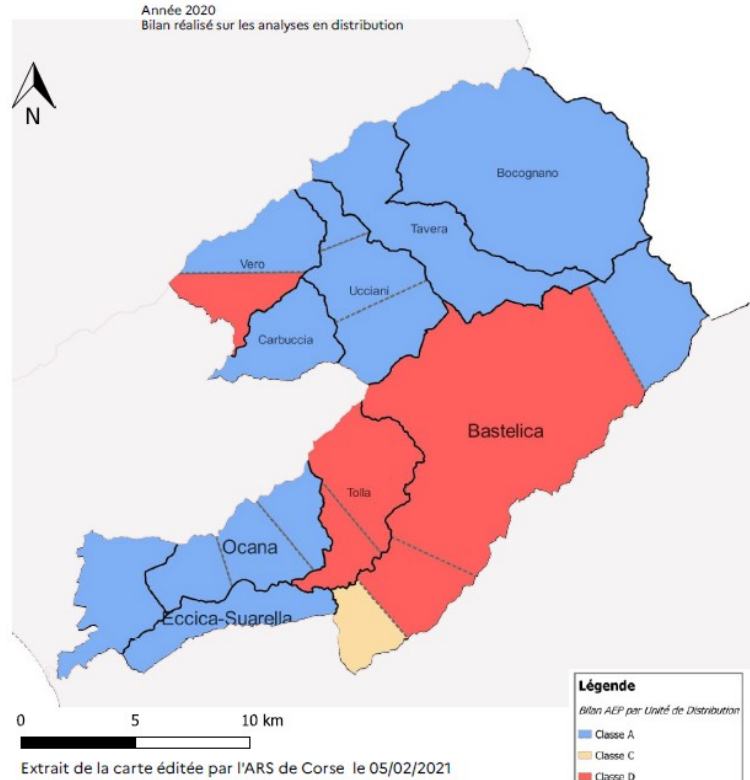 Année 2020
Bilan réalisé sur les analyses en distribution
N
Bocognano
Tavera
Vero
Ucciani
Carbuccia
Bastelica
Tolla
Ocana
Eccica-Suarella
Légende
Bilan AEP par Unité de Distribution
Classe A
Classe C
Classe D
0 5 10 km
Extrait de la carte éditée par l'ARS de Corse le 05/02/2021